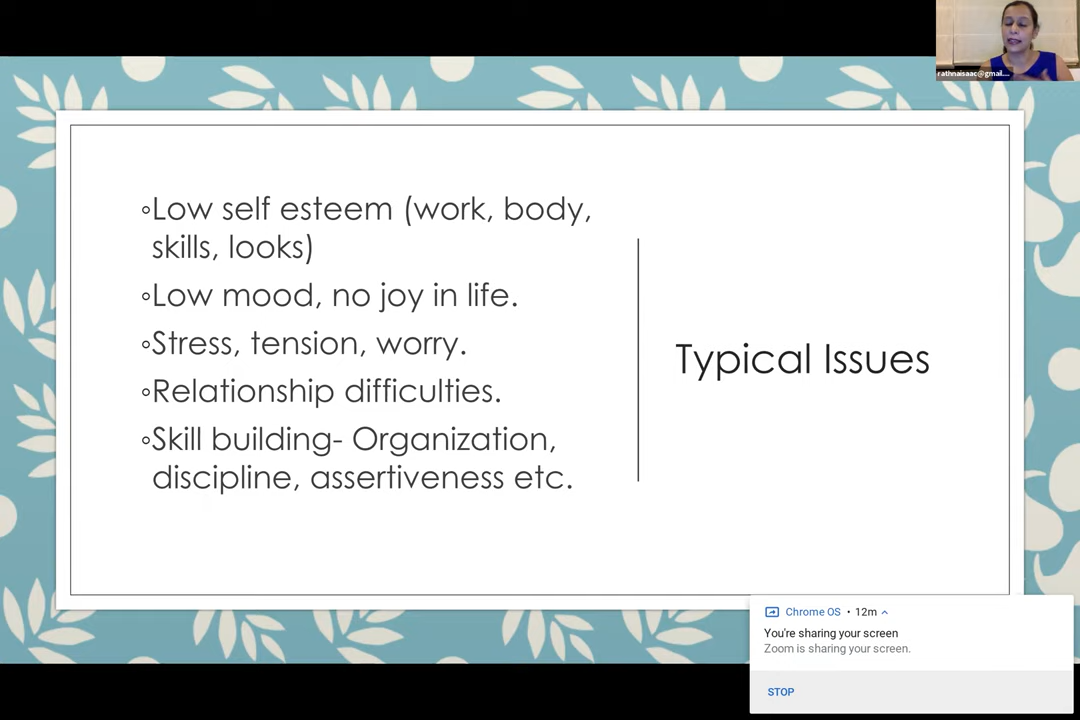 rathnaisaac@gmail....
◦Low self esteem (work, body,
skills, looks)
◦Low mood, no joy in life.
◦Stress, tension, worry.
◦Relationship difficulties.
◦Skill building- Organization,
discipline, assertiveness etc.
Typical Issues
Chrome OS • 12m
You're sharing your screen
Zoom is sharing your screen.
STOP